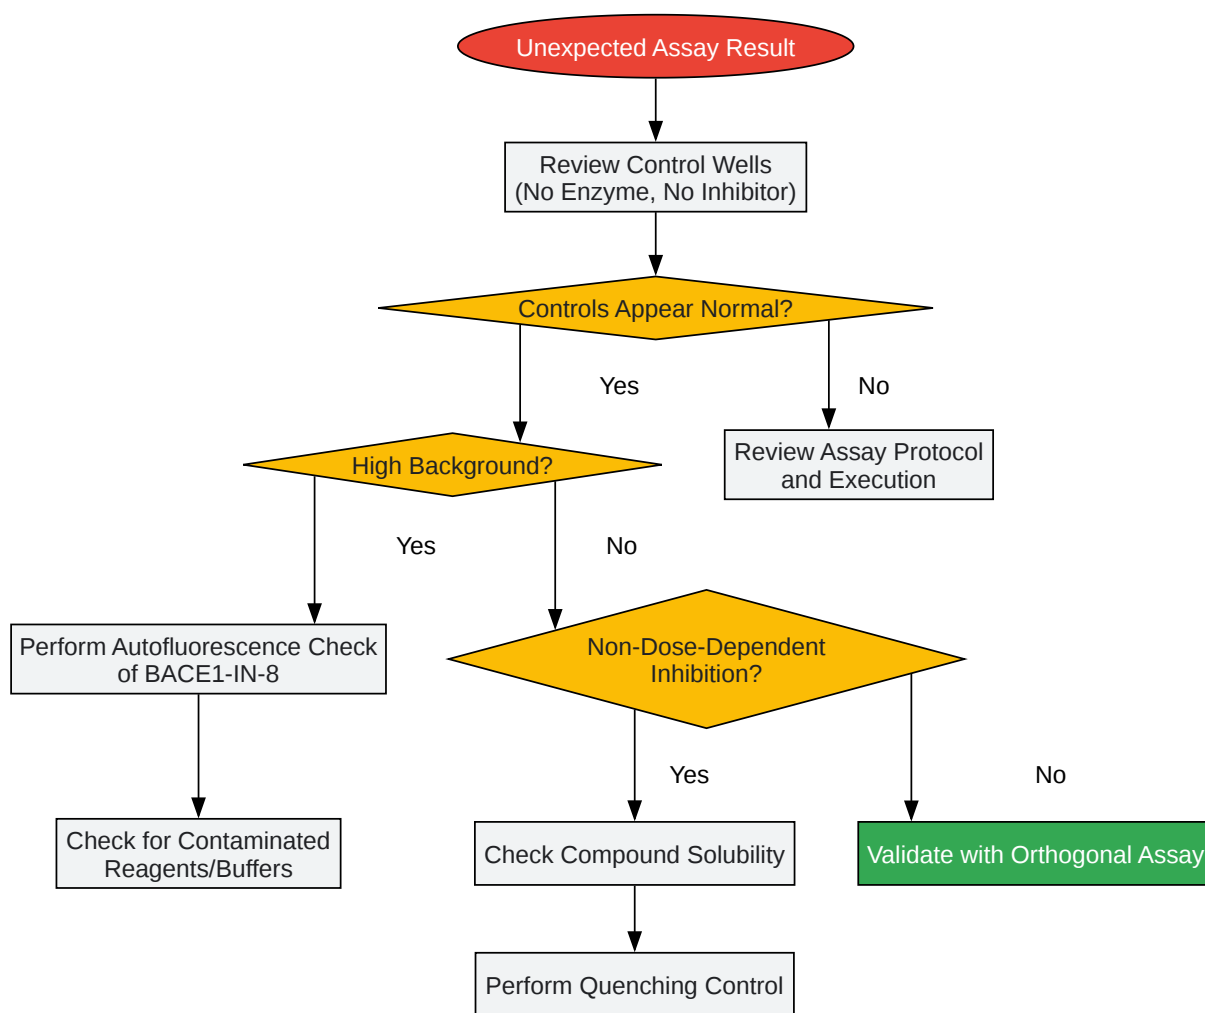 Unexpected Assay Result
Review Control Wells
(No Enzyme, No Inhibitor)
Controls Appear Normal?
Yes
No
High Background?
Review Assay Protocol
and Execution
Yes
No
Perform Autofluorescence Check
of BACE1-IN-8
Non-Dose-Dependent
Inhibition?
Yes
No
Check for Contaminated
Reagents/Buffers
Check Compound Solubility
Validate with Orthogonal Assay
Perform Quenching Control